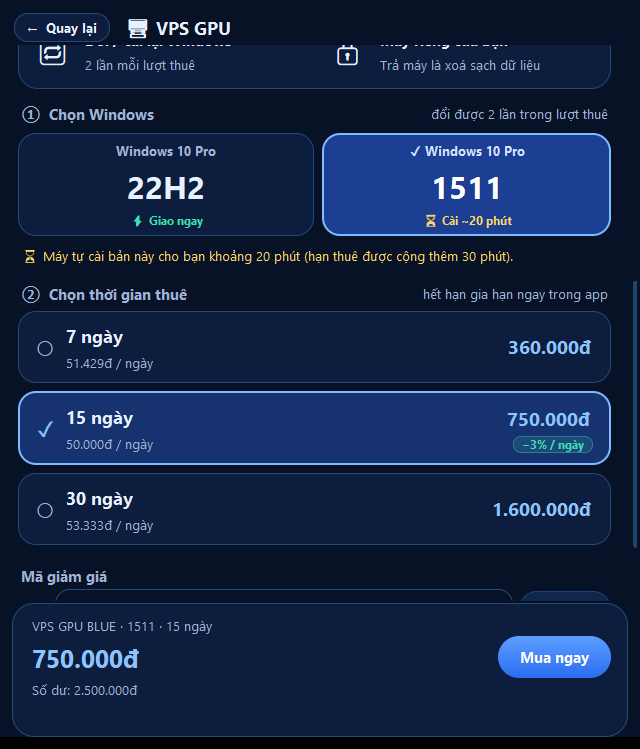 ← Quay lại
VPS GPU
2 lần mỗi lượt thuê
Trả máy là xoá sạch dữ liệu
① Chọn Windows
đổi được 2 lần trong lượt thuê
Windows 10 Pro
22H2
Giao ngay
✓ Windows 10 Pro
1511
⏳ Cài ~20 phút
⏳ Máy tự cài bản này cho bạn khoảng 20 phút (hạn thuê được cộng thêm 30 phút).
② Chọn thời gian thuê
hết hạn gia hạn ngay trong app
7 ngày
51.429đ / ngày
360.000đ
15 ngày
50.000đ / ngày
750.000đ
−3% / ngày
30 ngày
53.333đ / ngày
1.600.000đ
Mã giảm giá
VPS GPU BLUE · 1511 · 15 ngày
750.000đ
Số dư: 2.500.000đ
Mua ngay